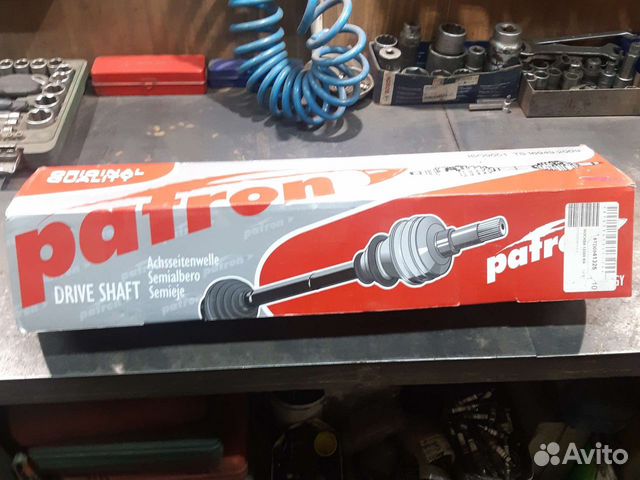 ORIGINAL
QUALITY
patron
DRIVE SHAFT
Achsseitenwelle
Semialbero
Semieje
patron
Avito